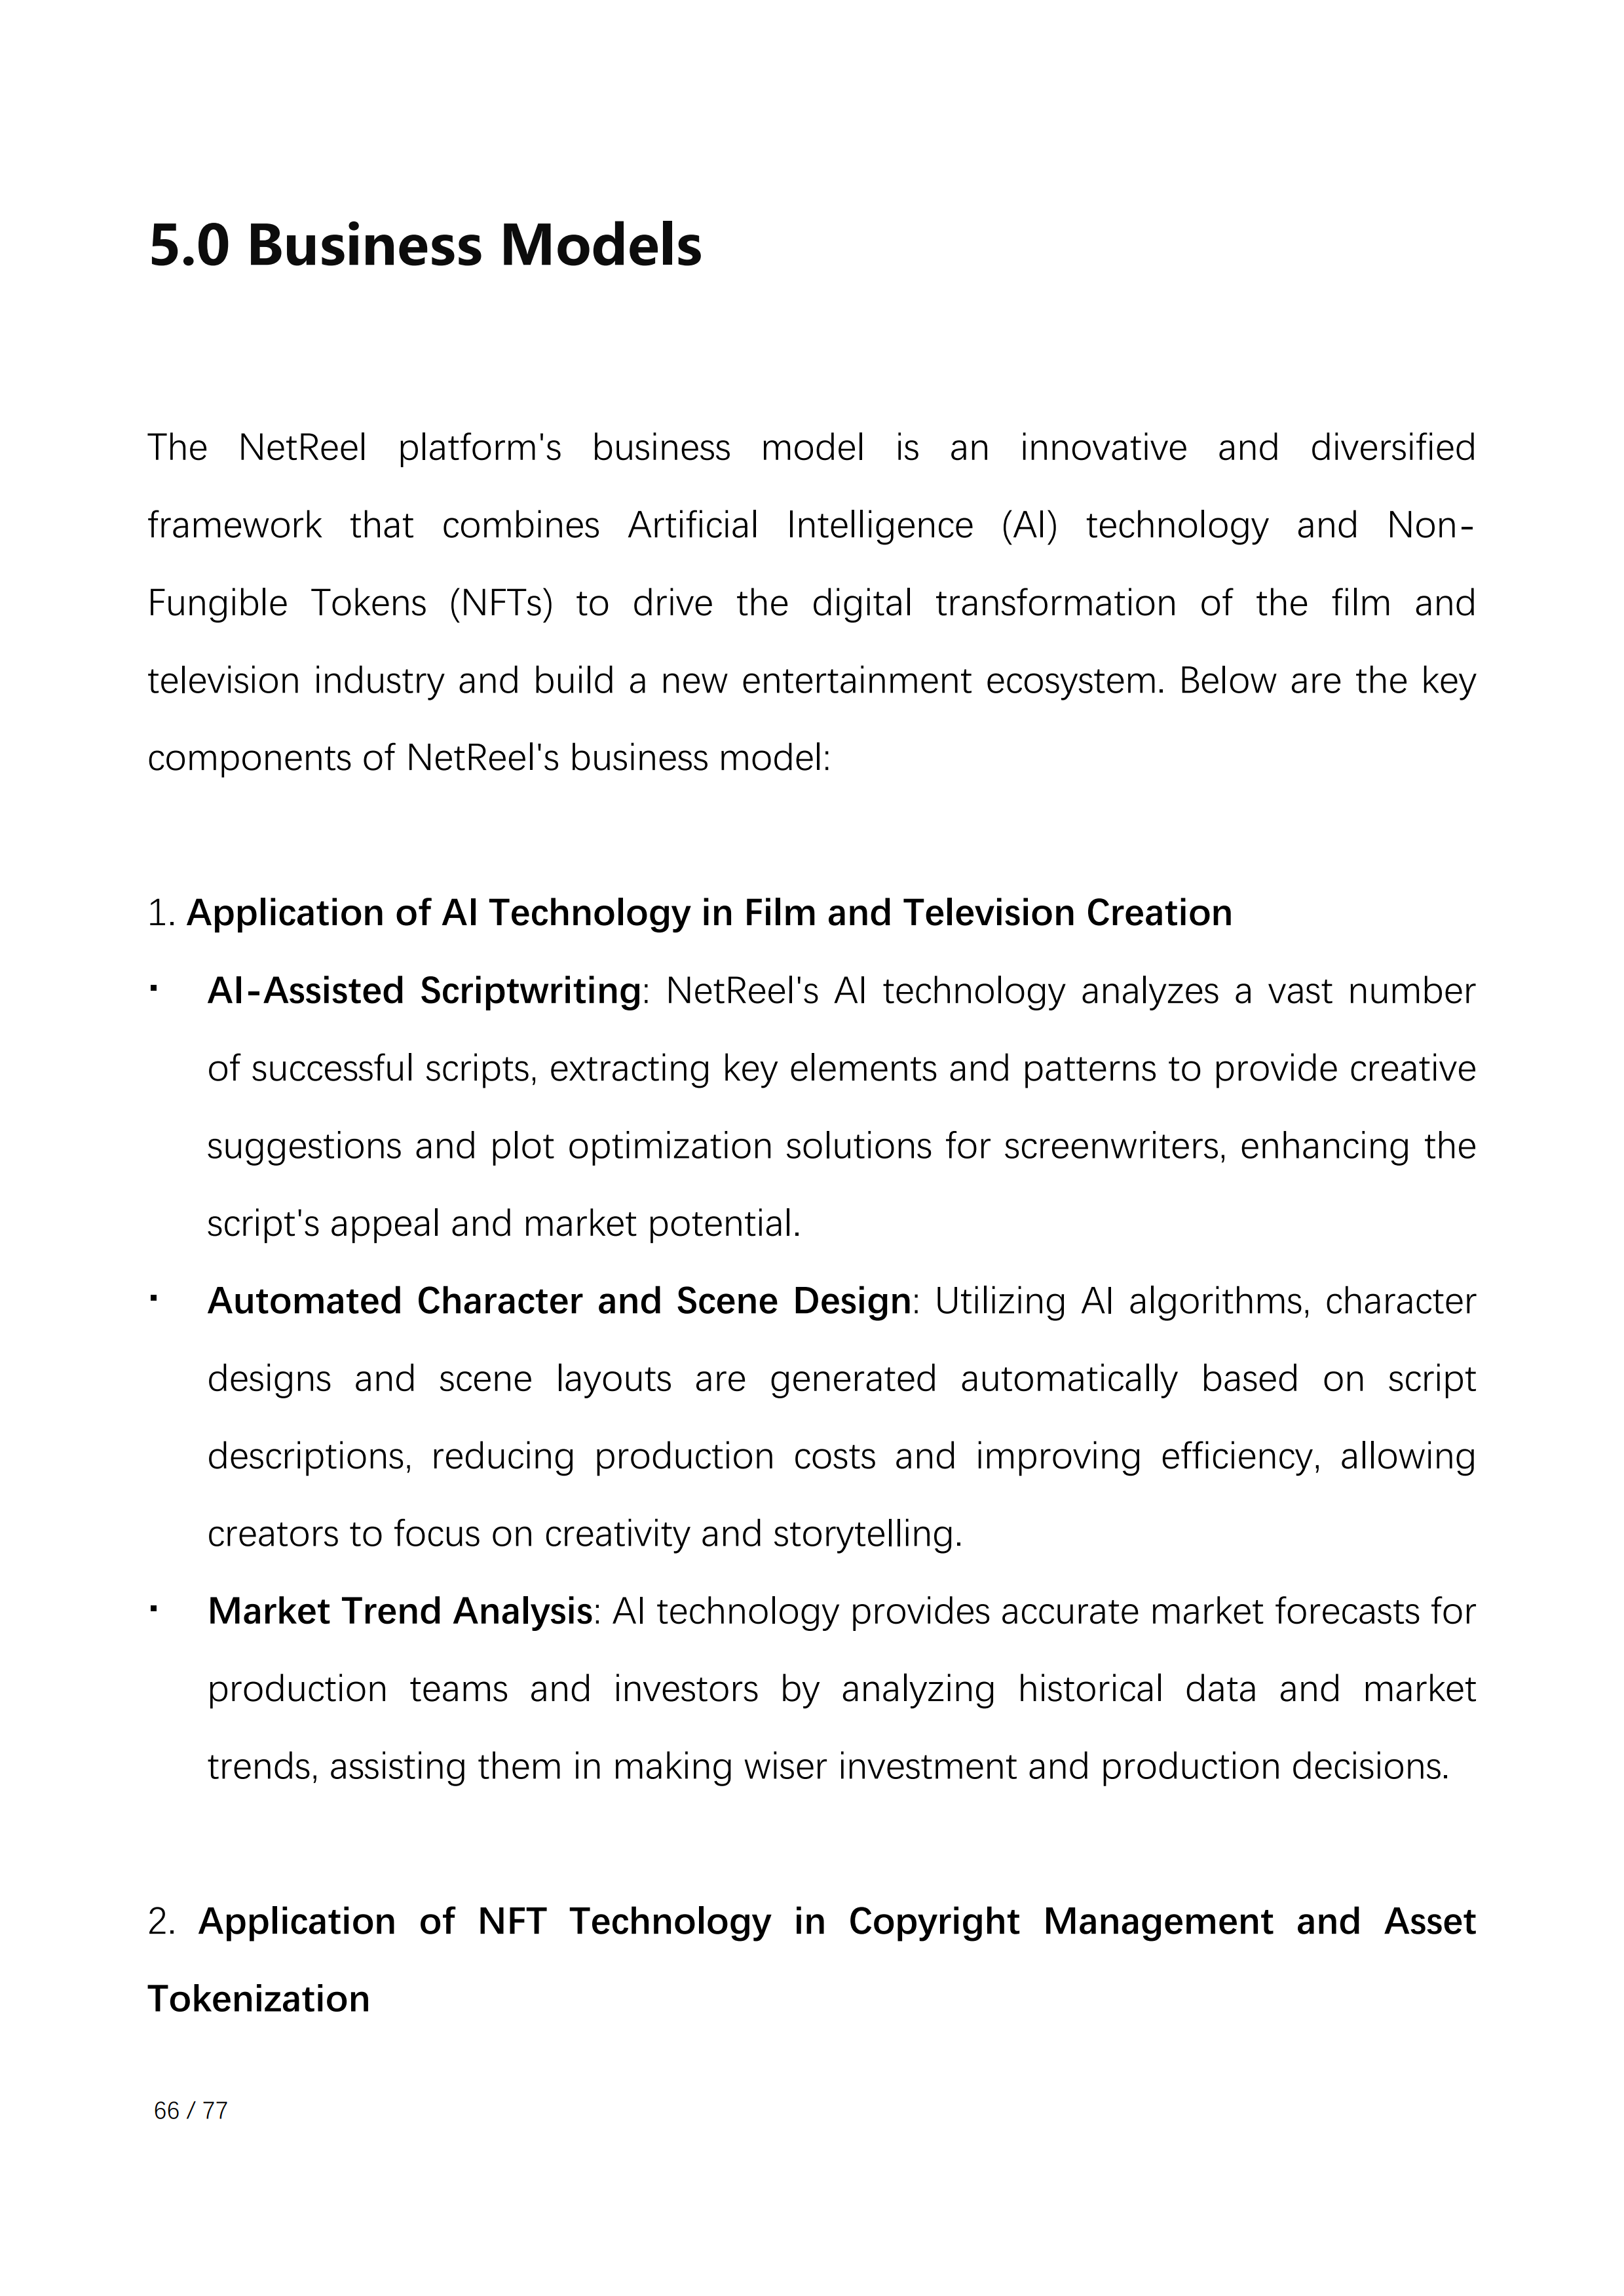 5.0 Business Models
The NetReel platform's business model is an innovative and diversified
framework that combines Artificial Intelligence (AI) technology and Non-
Fungible Tokens (NFTs) to drive the digital transformation of the film and
television industry and build a new entertainment ecosystem. Below are the key
components of NetReel's business model:
1. Application of AI Technology in Film and Television Creation
▪ AI-Assisted Scriptwriting: NetReel's AI technology analyzes a vast number
of successful scripts, extracting key elements and patterns to provide creative
suggestions and plot optimization solutions for screenwriters, enhancing the
script's appeal and market potential.
▪ Automated Character and Scene Design: Utilizing AI algorithms, character
designs and scene layouts are generated automatically based on script
descriptions, reducing production costs and improving efficiency, allowing
creators to focus on creativity and storytelling.
▪ Market Trend Analysis: AI technology provides accurate market forecasts for
production teams and investors by analyzing historical data and market
trends, assisting them in making wiser investment and production decisions.
2. Application of NFT Technology in Copyright Management and Asset
Tokenization
66 / 77